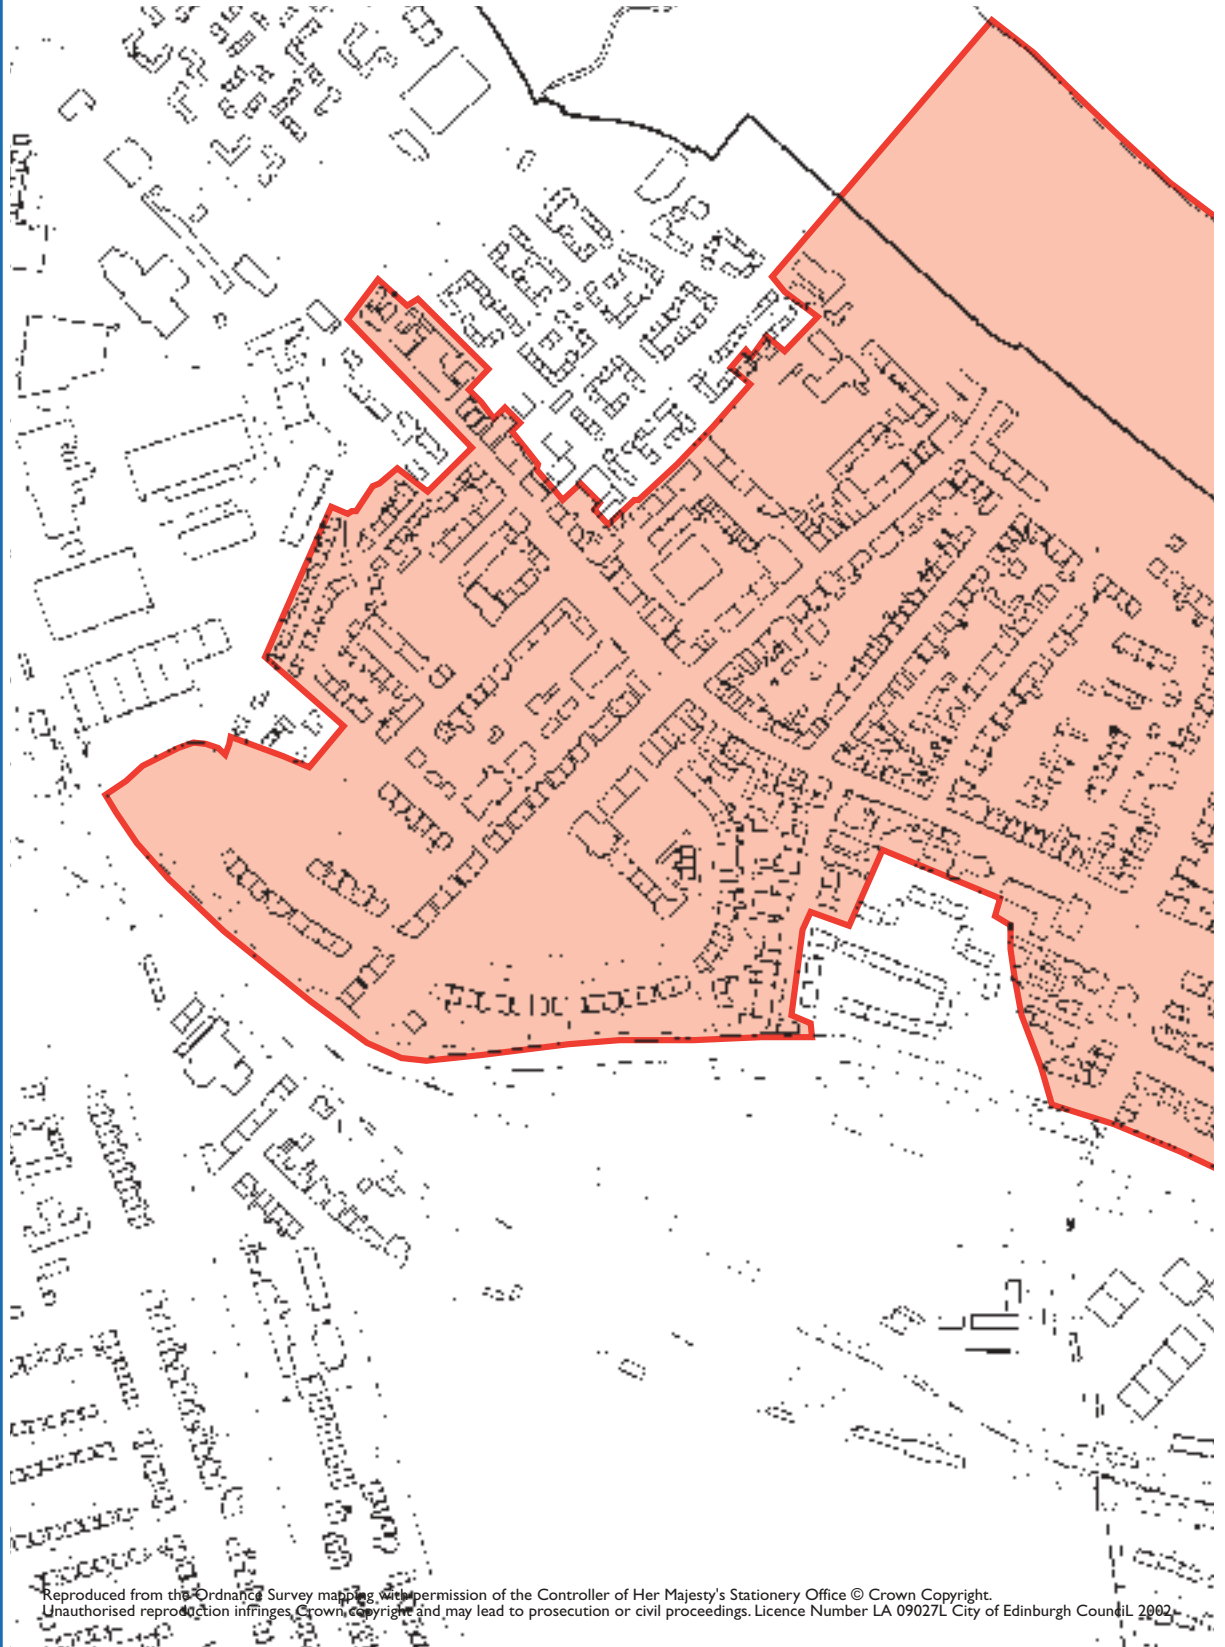 Reproduced from the Ordnance Survey mapping with permission of the Controller of Her Majesty's Stationery Office © Crown Copyright.
Unauthorised reproduction infringes Crown copyright and may lead to prosecution or civil proceedings. Licence Number LA 09027L City of Edinburgh CounciL 2002.